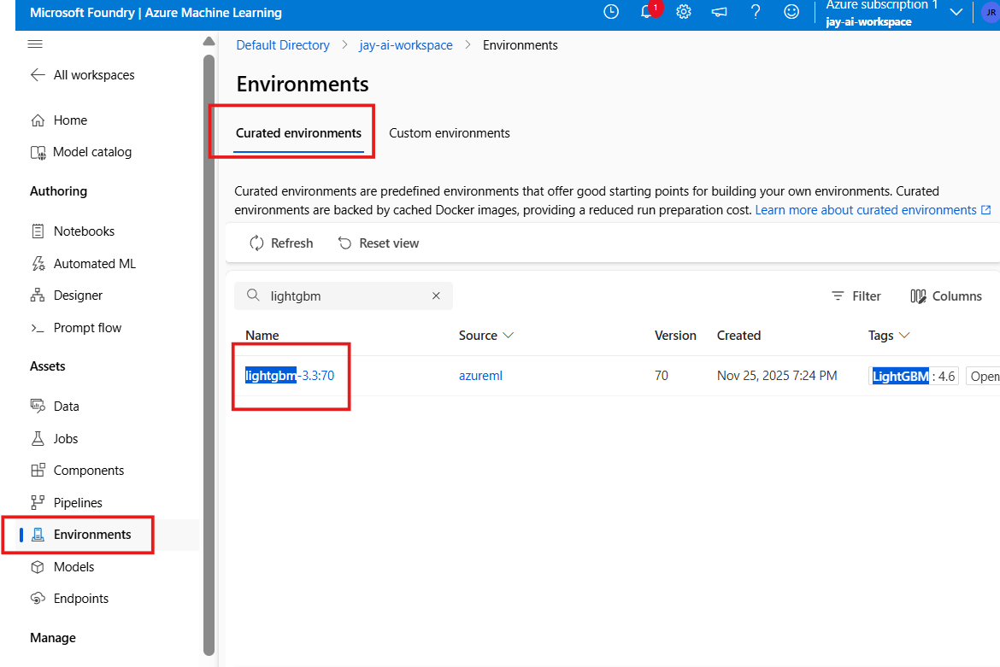 Microsoft Foundry | Azure Machine Learning
1
Azure subscription 1
jay-ai-workspace
JR
All workspaces
Home
Model catalog
Authoring
Notebooks
Automated ML
Designer
Prompt flow
Assets
Data
Jobs
Components
Pipelines
Environments
Models
Endpoints
Manage
Default Directory > jay-ai-workspace > Environments
Environments
Curated environments Custom environments
Curated environments are predefined environments that offer good starting points for building your own environments. Curated
environments are backed by cached Docker images, providing a reduced run preparation cost. Learn more about curated environments
Refresh Reset view
lightgbm
Filter Columns
Name Source Version Created Tags
lightgbm-3.3:70 azureml 70 Nov 25, 2025 7:24 PM LightGBM : 4.6 Open